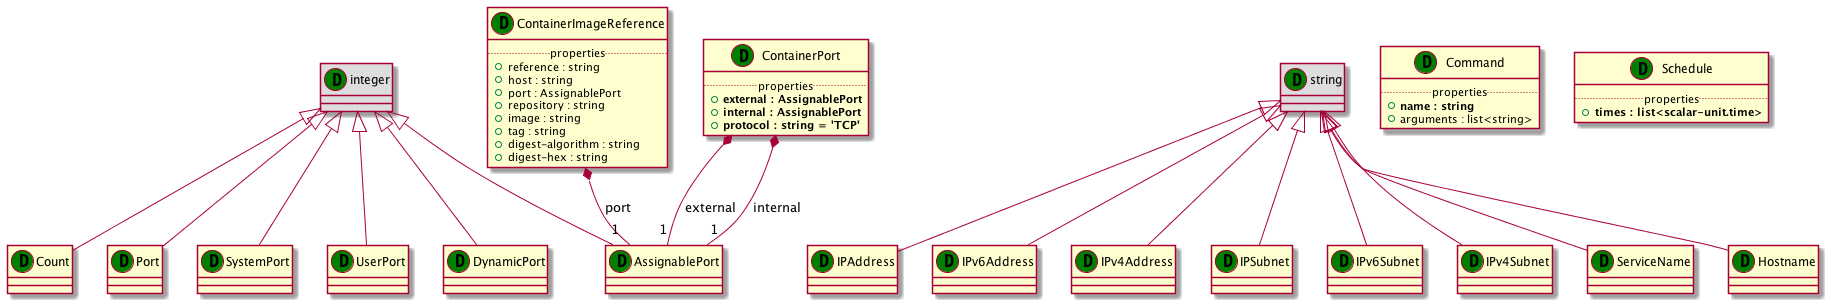 D integer
D ContainerImageReference
properties
reference : string
host : string
port : AssignablePort
repository : string
image : string
tag : string
digest-algorithm : string
digest-hex : string
D ContainerPort
properties
external : AssignablePort
internal : AssignablePort
protocol : string = 'TCP'
D string
D Command
properties
name : string
arguments : list<string>
D Schedule
properties
times : list<scalar-unit.time>
port
1
external
1
internal
1
D Count
D Port
D SystemPort
D UserPort
D DynamicPort
D AssignablePort
D IPAddress
D IPv6Address
D IPv4Address
D IPSubnet
D IPv6Subnet
D IPv4Subnet
D ServiceName
D Hostname